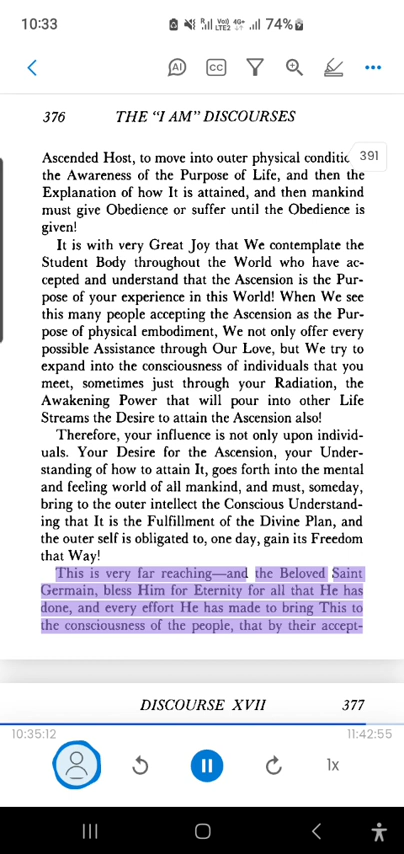 10:33
R
Vo))
LTE2
4G+
74%
AI
CC
376
THE “I AM” DISCOURSES
391
Ascended Host, to move into outer physical conditic
the Awareness of the Purpose of Life, and then the
Explanation of how It is attained, and then mankind
must give Obedience or suffer until the Obedience is
given!
It is with very Great Joy that We contemplate the
Student Body throughout the World who have ac-
cepted and understand that the Ascension is the Pur-
pose of your experience in this World! When We see
this many people accepting the Ascension as the Pur-
pose of physical embodiment, We not only offer every
possible Assistance through Our Love, but We try to
expand into the consciousness of individuals that you
meet, sometimes just through your Radiation, the
Awakening Power that will pour into other Life
Streams the Desire to attain the Ascension also!
Therefore, your influence is not only upon individ-
uals. Your Desire for the Ascension, your Under-
standing of how to attain It, goes forth into the mental
and feeling world of all mankind, and must, someday,
bring to the outer intellect the Conscious Understand-
ing that It is the Fulfillment of the Divine Plan, and
the outer self is obligated to, one day, gain its Freedom
that Way!
This is very far reaching—and the Beloved Saint
Germain, bless Him for Eternity for all that He has
done, and every effort He has made to bring This to
the consciousness of the people, that by their accept-
DISCOURSE XVII
377
10:35:12
11:42:55
1x